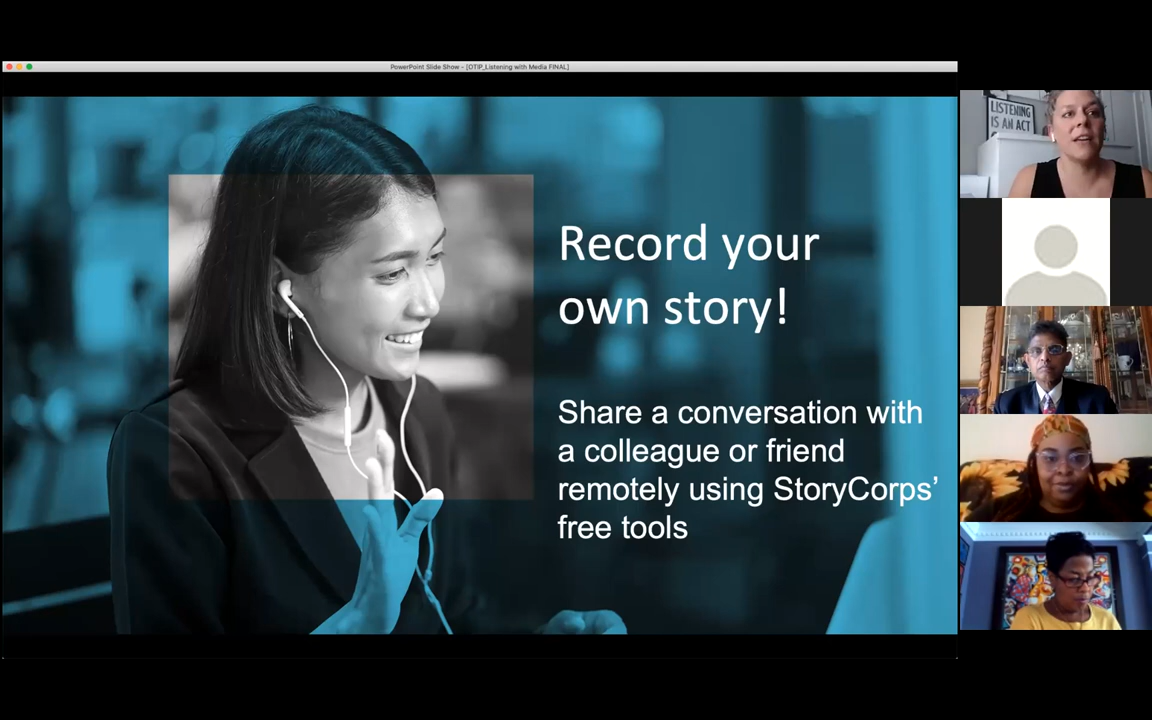 PowerPoint Slide Show - [OTIP_Listening with Media FINAL]
Record your
own story!
Share a conversation with
a colleague or friend
remotely using StoryCorps’
free tools
LISTENING
IS AN ACT